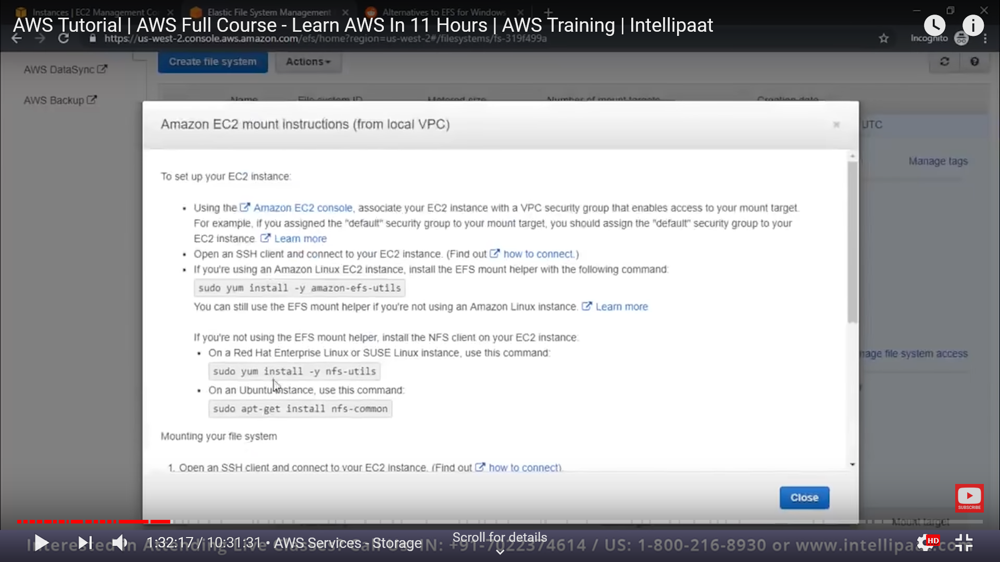 Instances | EC2 Management Co
Elastic File System Management
Alternatives to EFS for Windows
AWS Tutorial | AWS Full Course - Learn AWS In 11 Hours | AWS Training | Intellipaat
https://us-west-2.console.aws.amazon.com/efs/home?region=us-west-2#/filesystems/fs-319f499a
Incognito
AWS DataSync
Create file system
Actions
AWS Backup
Name File system ID Metered size Number of mount targets Creation date
Amazon EC2 mount instructions (from local VPC)
UTC
Manage tags
To set up your EC2 instance:
• Using the Amazon EC2 console, associate your EC2 instance with a VPC security group that enables access to your mount target.
For example, if you assigned the "default" security group to your mount target, you should assign the "default" security group to your
EC2 instance. Learn more
• Open an SSH client and connect to your EC2 instance. (Find out how to connect.)
• If you're using an Amazon Linux EC2 instance, install the EFS mount helper with the following command:
sudo yum install -y amazon-efs-utils
You can still use the EFS mount helper if you're not using an Amazon Linux instance. Learn more
If you're not using the EFS mount helper, install the NFS client on your EC2 instance:
• On a Red Hat Enterprise Linux or SUSE Linux instance, use this command:
nage file system access
sudo yum install -y nfs-utils
• On an Ubuntu instance, use this command:
sudo apt-get install nfs-common
Mounting your file system
1. Open an SSH client and connect to your EC2 instance. (Find out how to connect).
Close
SUBSCRIBE
Mount target
1:32:17 / 10:31:31 • AWS Services - Storage
Scroll for details
HD
Interested in Attending Live Classes? Call Us: IN: +91-7022374614 / US: 1-800-216-8930 or www.intellipaat.com